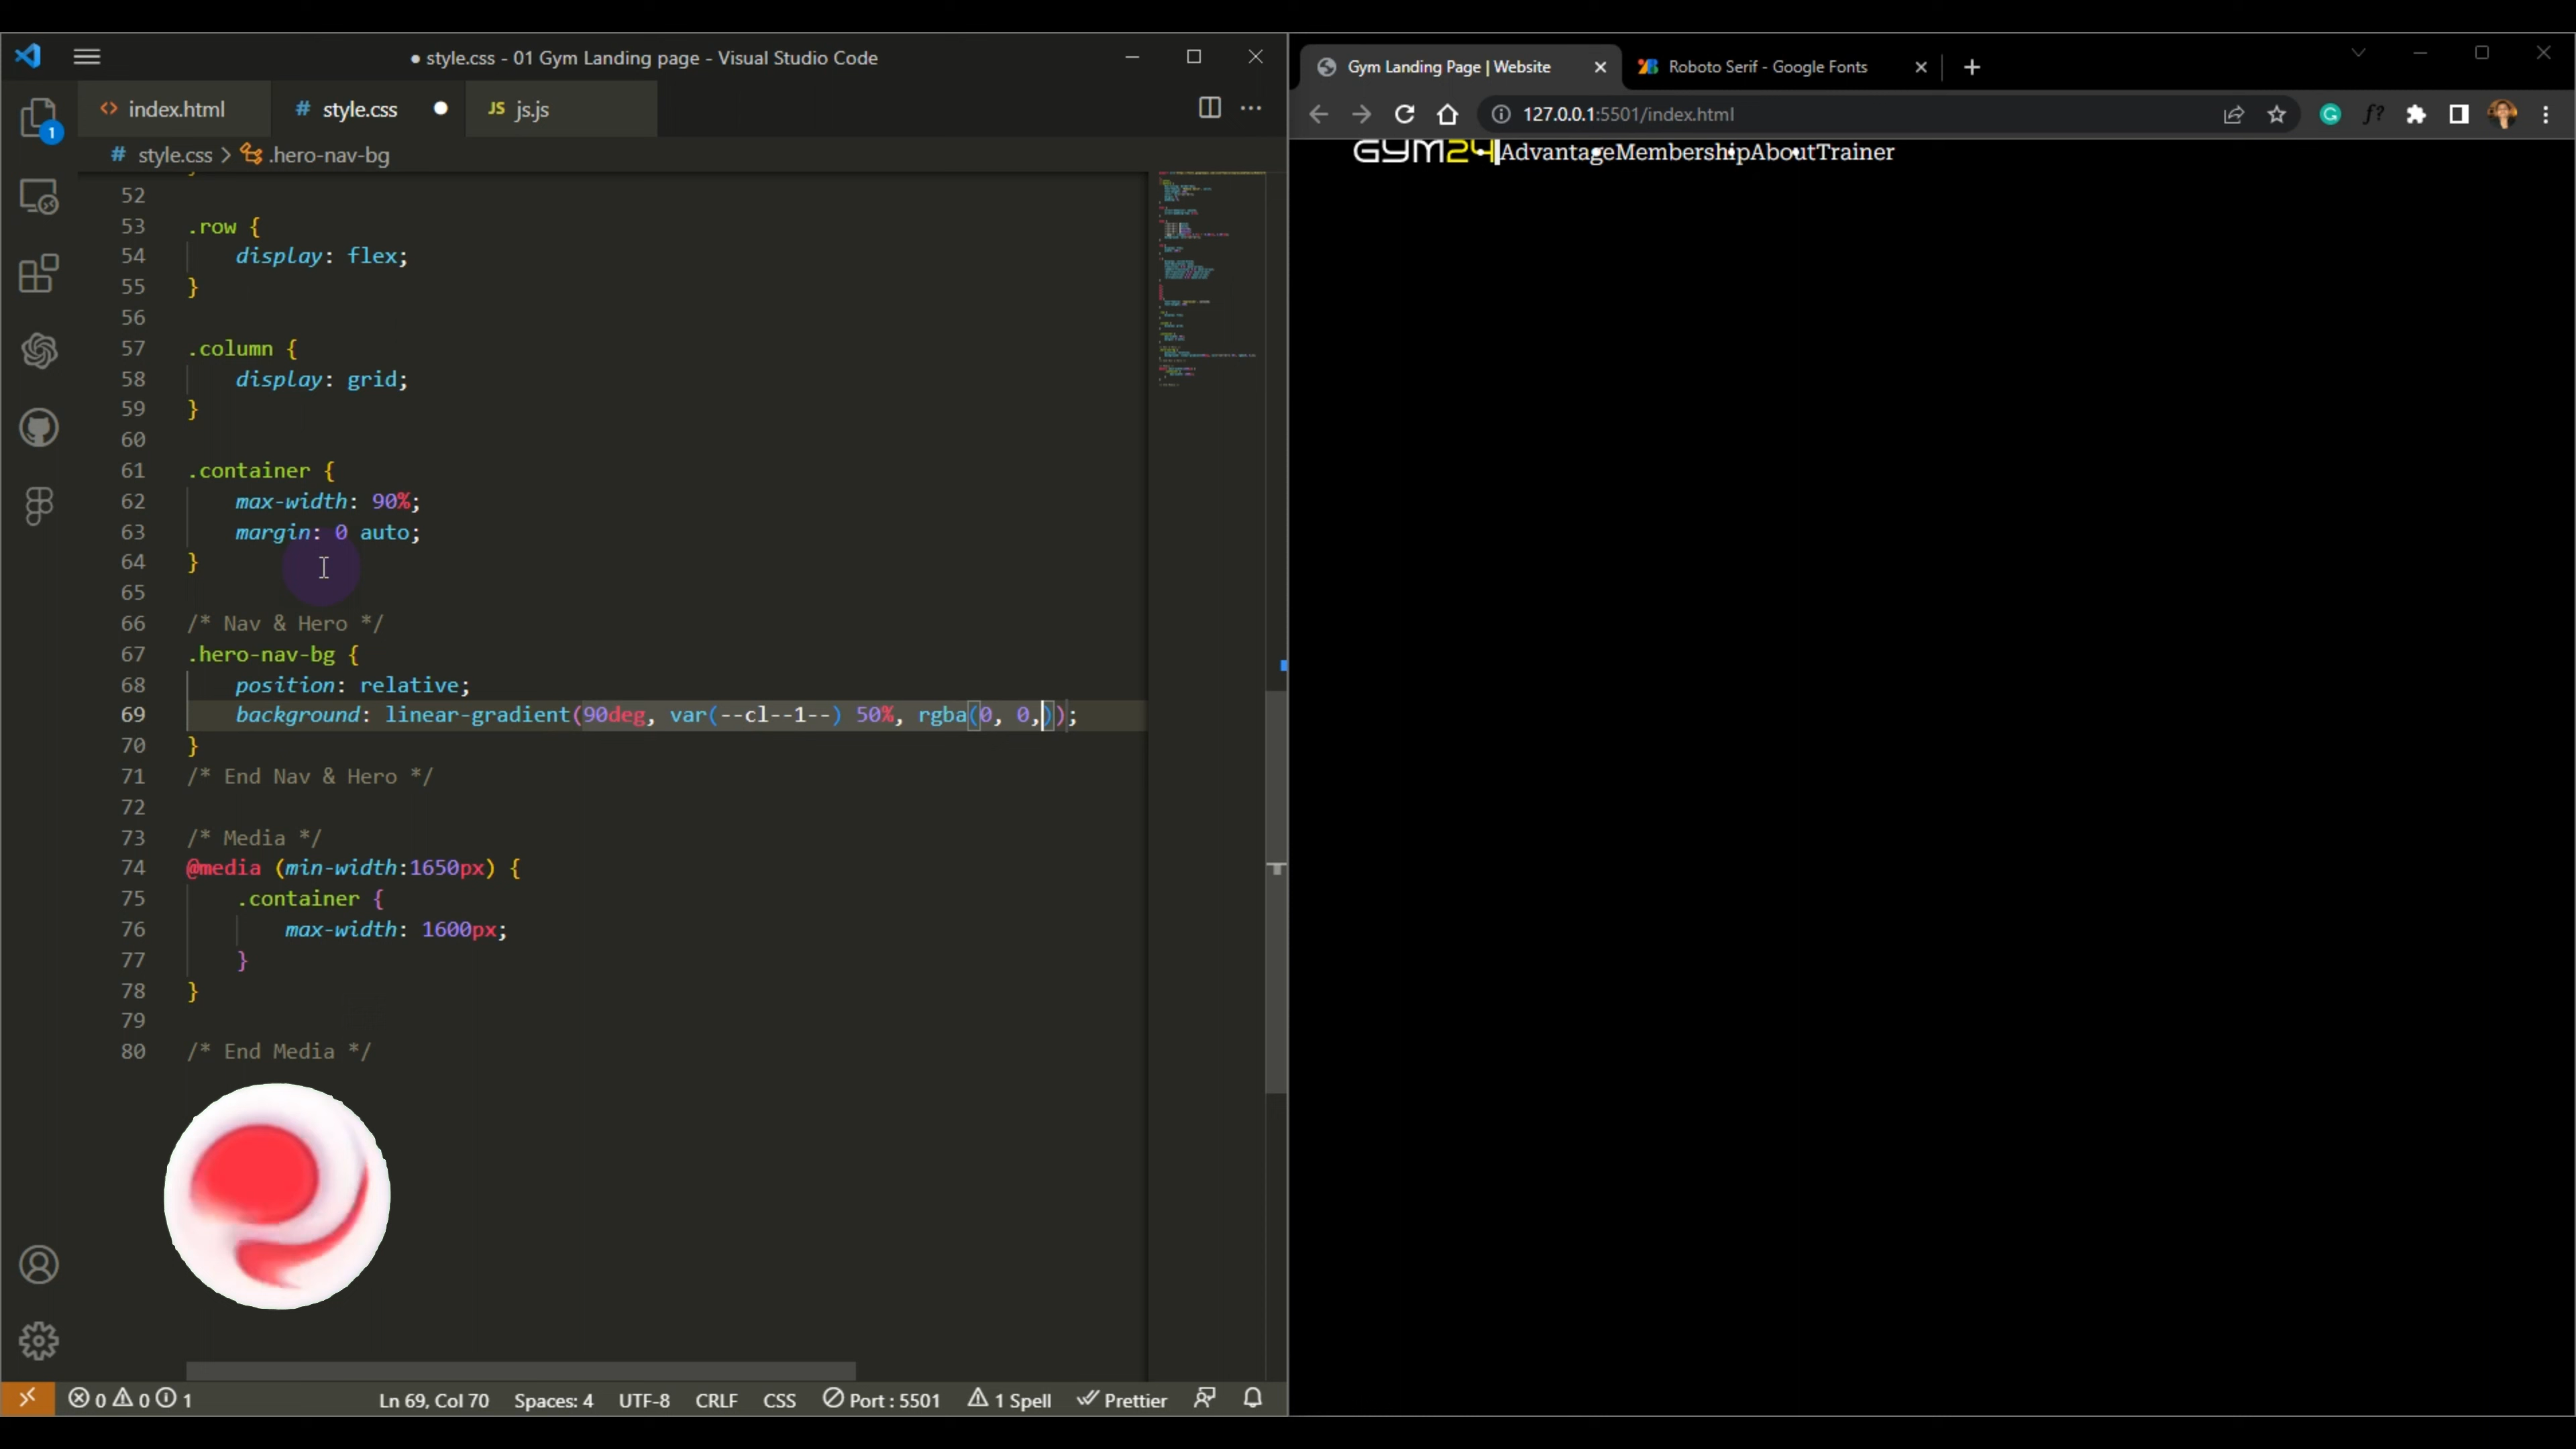 ● style.css - 01 Gym Landing page - Visual Studio Code
index.html
# style.css
JS js.js
# style.css > .hero-nav-bg
1
52
53 .row {
54 display: flex;
55 }
56
57 .column {
58 display: grid;
59 }
60
61 .container {
62 max-width: 90%;
63 margin: 0 auto;
64 }
65
66 /* Nav & Hero */
67 .hero-nav-bg {
68 position: relative;
69 background: linear-gradient(90deg, var(--cl--1--) 50%, rgba(0, 0,));
70 }
71 /* End Nav & Hero */
72
73 /* Media */
74 @media (min-width:1650px) {
75 .container {
76 max-width: 1600px;
77 }
78 }
79
80 /* End Media */
0 0 1
Ln 69, Col 70
Spaces: 4
UTF-8
CRLF
CSS
Port : 5501
1 Spell
Prettier
Gym Landing Page | Website
Roboto Serif - Google Fonts
127.0.0.1:5501/index.html
f?
GYM24AdvantageMembershipAboutTrainer